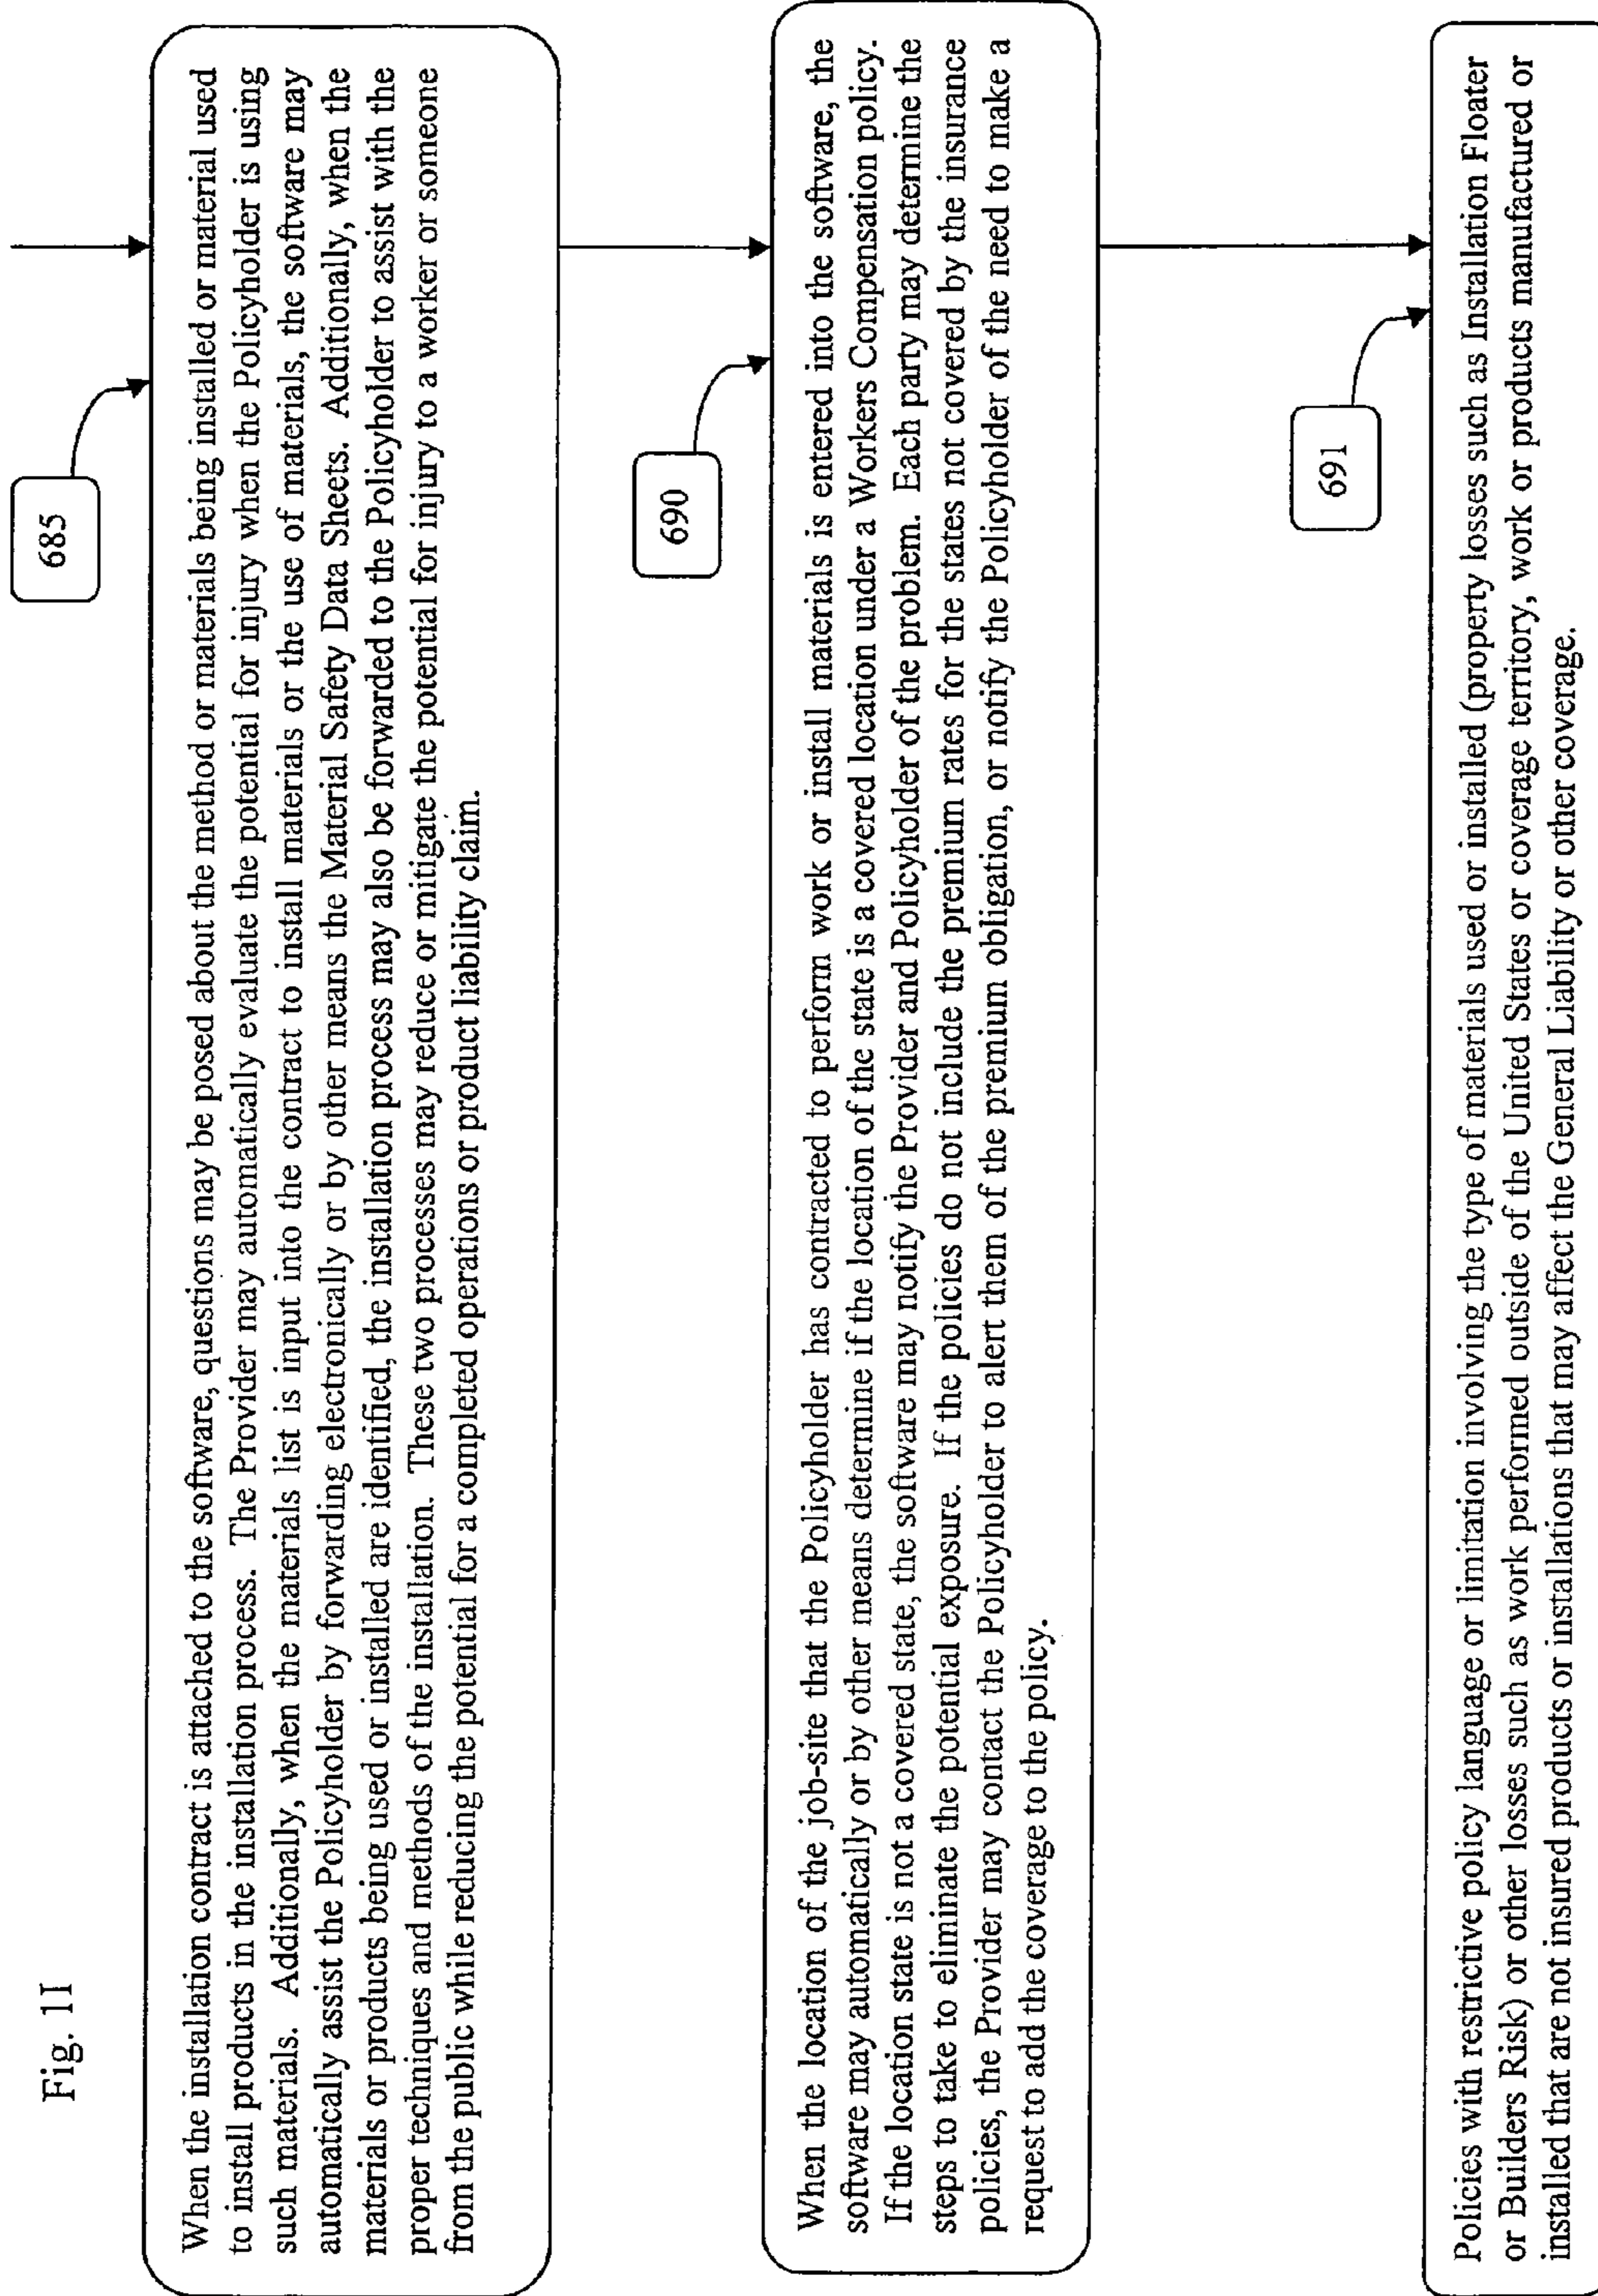 Fig. 1I
685
When the installation contract is attached to the software, questions may be posed about the method or materials being installed or material used
to install products in the installation process. The Provider may automatically evaluate the potential for injury when the Policyholder is using
such materials. Additionally, when the materials list is input into the contract to install materials or the use of materials, the software may
automatically assist the Policyholder by forwarding electronically or by other means the Material Safety Data Sheets. Additionally, when the
materials or products being used or installed are identified, the installation process may also be forwarded to the Policyholder to assist with the
proper techniques and methods of the installation. These two processes may reduce or mitigate the potential for injury to a worker or someone
from the public while reducing the potential for a completed operations or product liability claim.
690
When the location of the job-site that the Policyholder has contracted to perform work or install materials is entered into the software, the
software may automatically or by other means determine if the location of the state is a covered location under a Workers Compensation policy.
If the location state is not a covered state, the software may notify the Provider and Policyholder of the problem. Each party may determine the
steps to take to eliminate the potential exposure. If the policies do not include the premium rates for the states not covered by the insurance
policies, the Provider may contact the Policyholder to alert them of the premium obligation, or notify the Policyholder of the need to make a
request to add the coverage to the policy.
691
Policies with restrictive policy language or limitation involving the type of materials used or installed (property losses such as Installation Floater
or Builders Risk) or other losses such as work performed outside of the United States or coverage territory, work or products manufactured or
installed that are not insured products or installations that may affect the General Liability or other coverage.